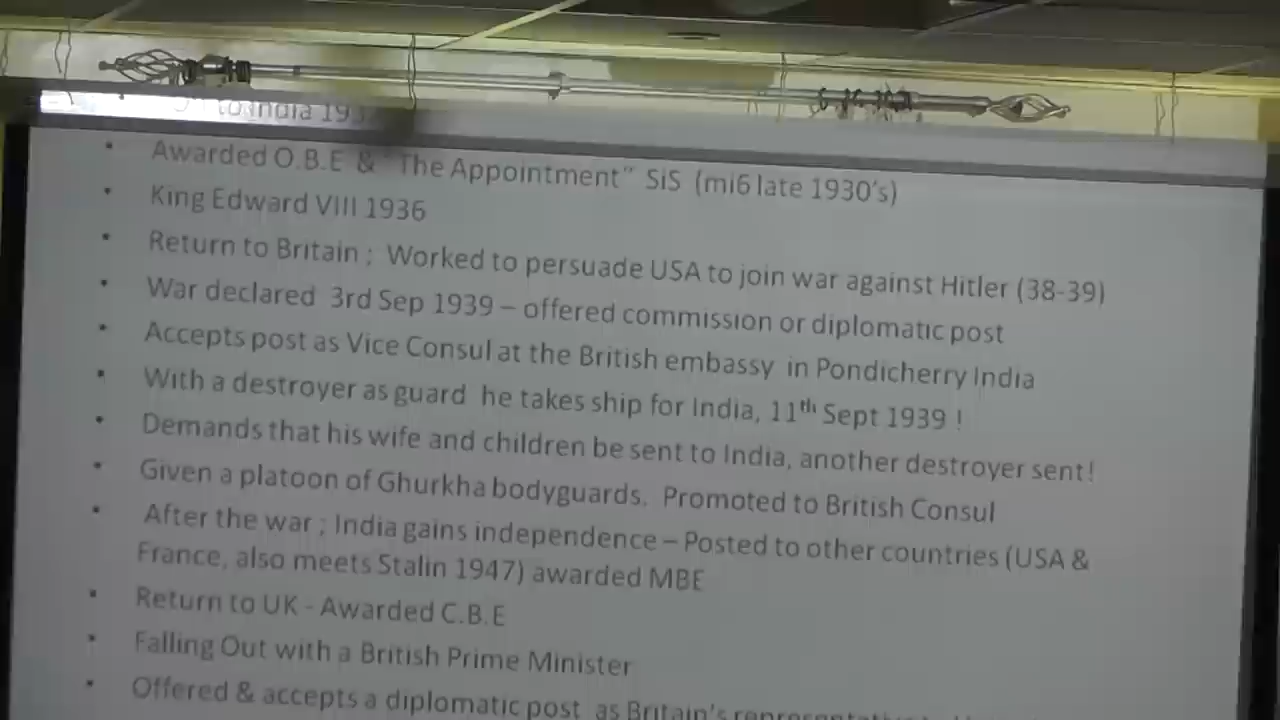 to India 193
• Awarded O.B.E & "The Appointment" SiS (mi6 late 1930's)
• King Edward VIII 1936
• Return to Britain ; Worked to persuade USA to join war against Hitler (38-39)
• War declared 3rd Sep 1939 – offered commission or diplomatic post
• Accepts post as Vice Consul at the British embassy in Pondicherry India
• With a destroyer as guard he takes ship for India, 11th Sept 1939 !
• Demands that his wife and children be sent to India, another destroyer sent!
• Given a platoon of Ghurkha bodyguards. Promoted to British Consul
• After the war ; India gains independence – Posted to other countries (USA &
France, also meets Stalin 1947) awarded MBE
• Return to UK - Awarded C.B.E
• Falling Out with a British Prime Minister
• Offered & accepts a diplomatic post as Britain's